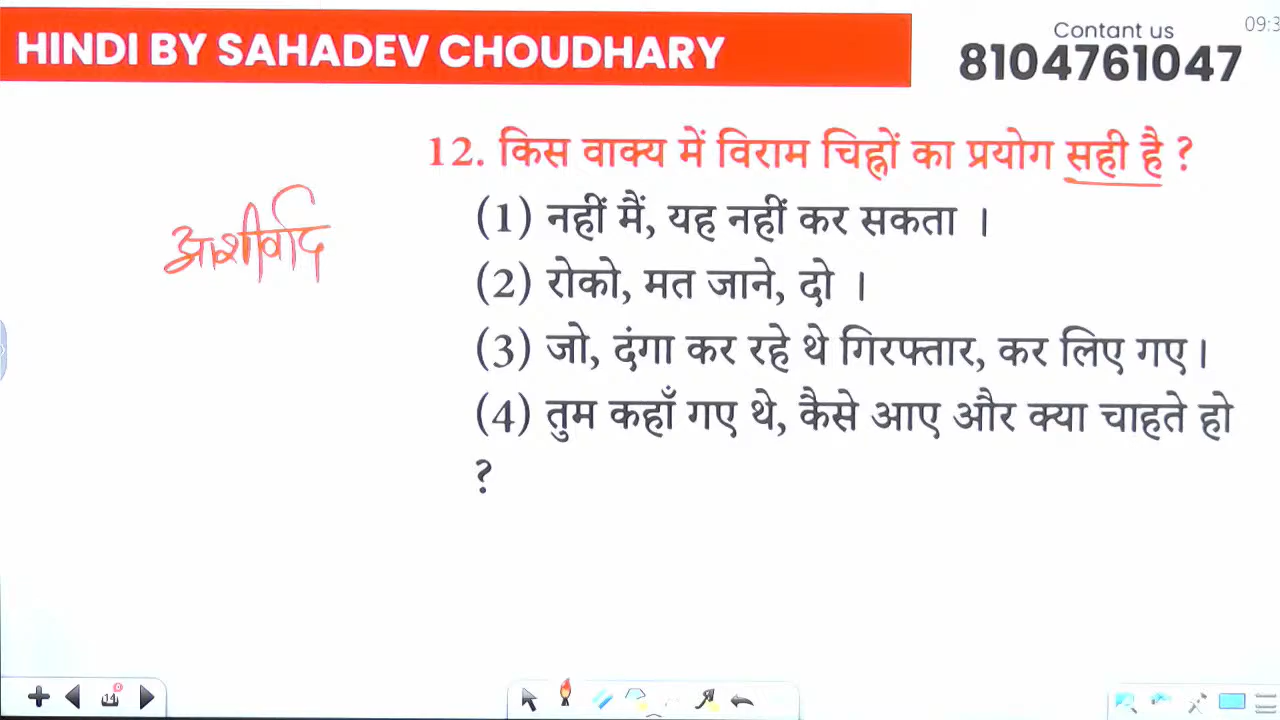 HINDI BY SAHADEV CHOUDHARY
Contant us
8104761047
09:3
12. किस वाक्य में विराम चिह्नों का प्रयोग सही है ?
आशीर्वाद
(1) नहीं मैं, यह नहीं कर सकता ।
(2) रोको, मत जाने, दो ।
(3) जो, दंगा कर रहे थे गिरफ्तार, कर लिए गए।
(4) तुम कहाँ गए थे, कैसे आए और क्या चाहते हो
?
14